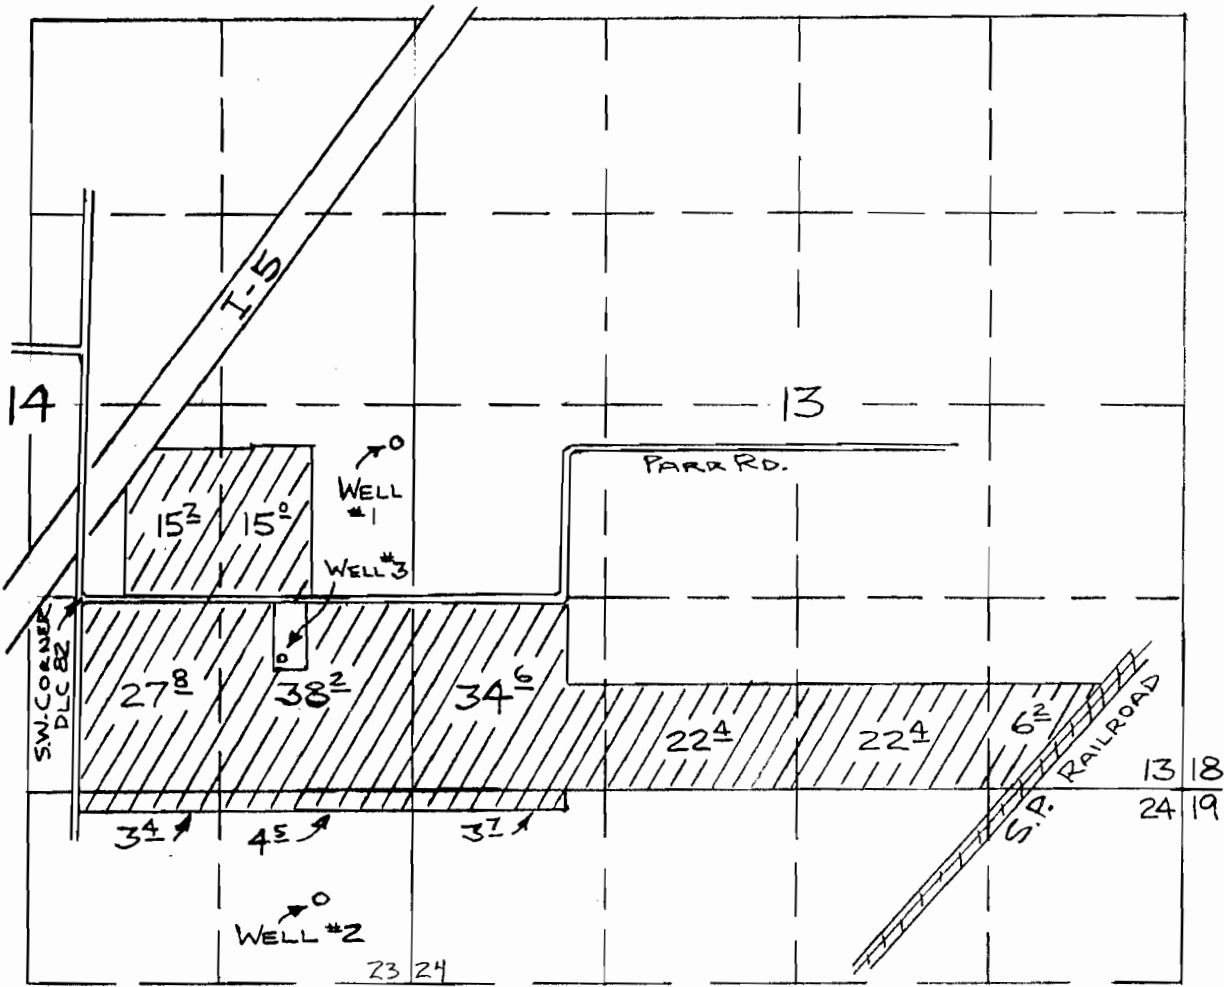 I-5
14
13
PARR RD.
WELL
#1
15⁷ 15⁰
WELL #3
S.W. CORNER
DLC 82
27⁸ 38² 34⁶
22⁴ 22⁴ 6²
S.P. RAILROAD
13 18
24 19
3⁴ 4⁵ 3⁷
WELL #2
23 24